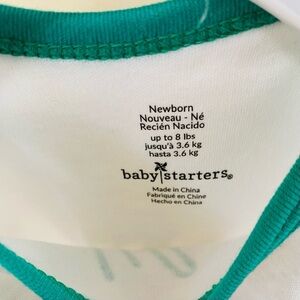 Newborn
Nouveau - Né
Recién Nacido
up to 8 lbs
jusqu'à 3.6 kg
hasta 3.6 kg
baby starters®
Made in China
Fabriqué en Chine
Hecho en China